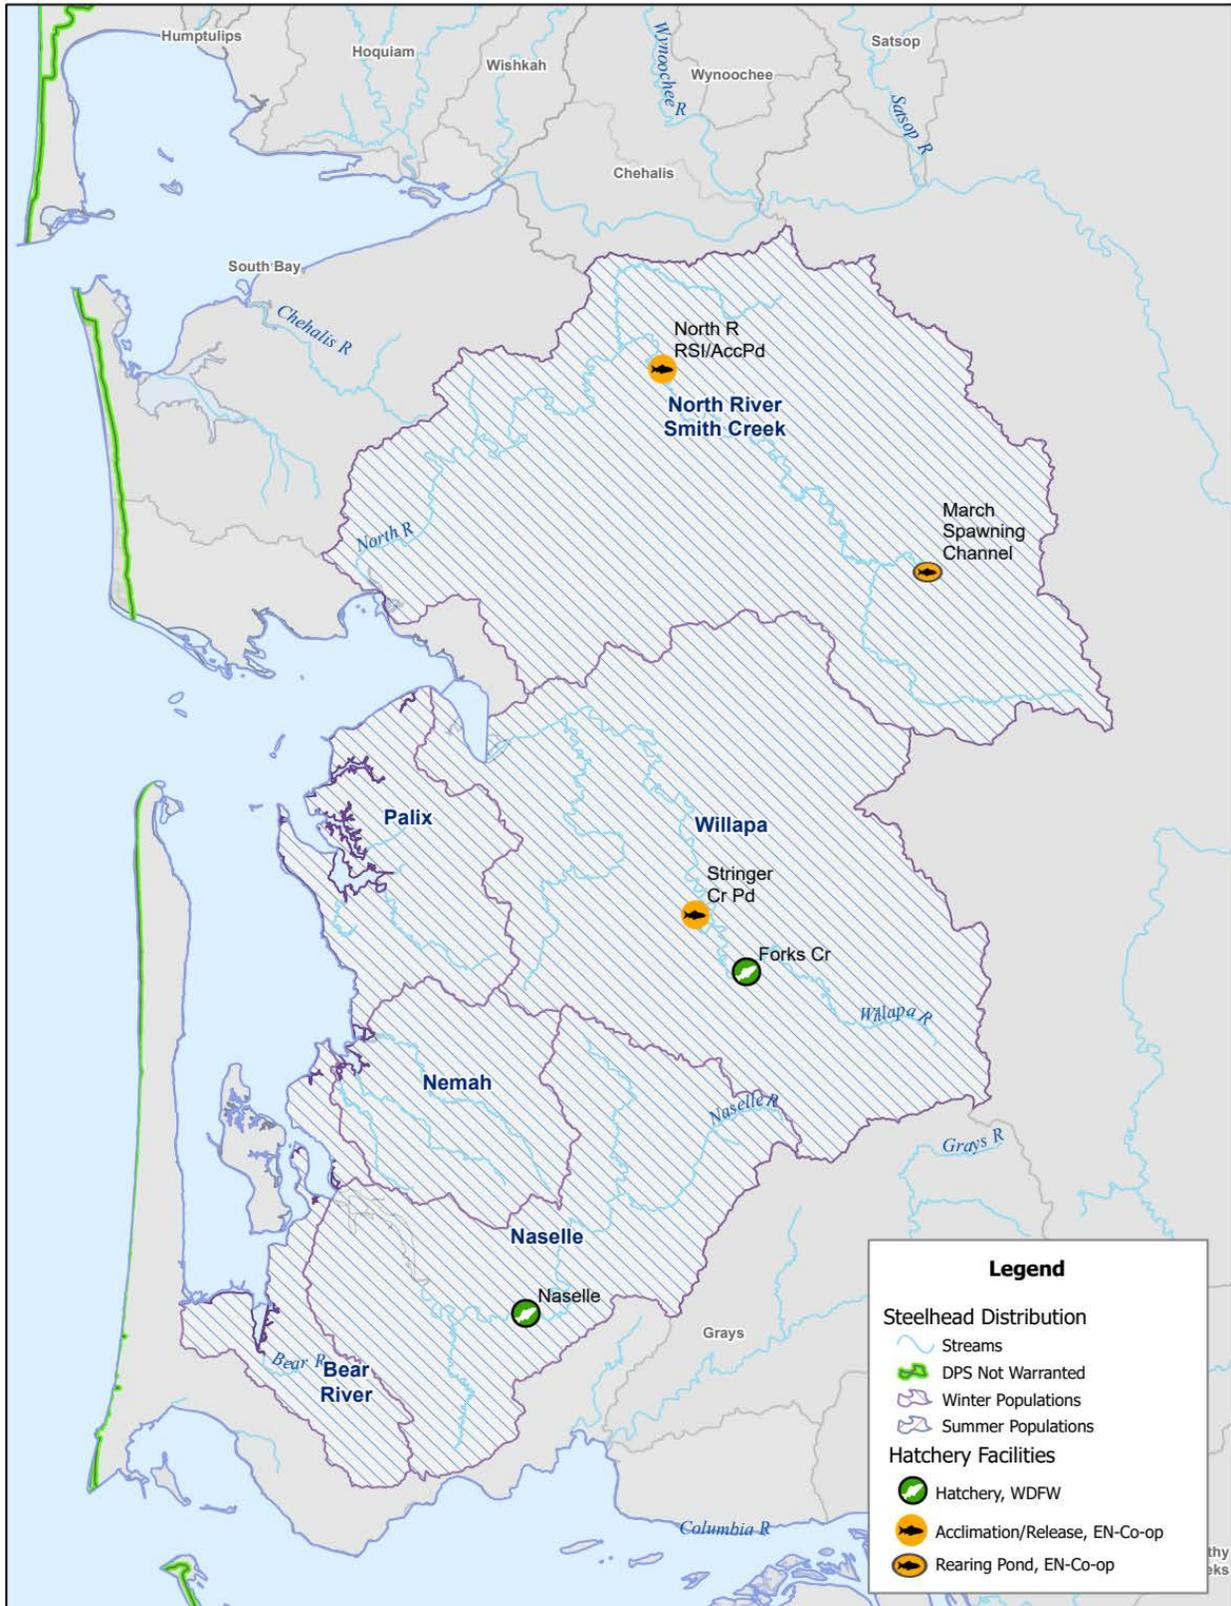 Humptulips
Hoquiam
Wishkah
Wynoochee R
Wynoochee
Satsop
Satsop R
Chehalis
South Bay
Chehalis R
North R
RSI/AccPd
North River
Smith Creek
March
Spawning
Channel
North R
Palix
Willapa
Stringer
Cr Pd
Forks Cr
Willapa R
Nemah
Naselle R
Grays R
Naselle
Naselle
Grays
Bear R
Bear
River
Columbia R
Legend
Steelhead Distribution
Streams
DPS Not Warranted
Winter Populations
Summer Populations
Hatchery Facilities
Hatchery, WDFW
Acclimation/Release, EN-Co-op
Rearing Pond, EN-Co-op